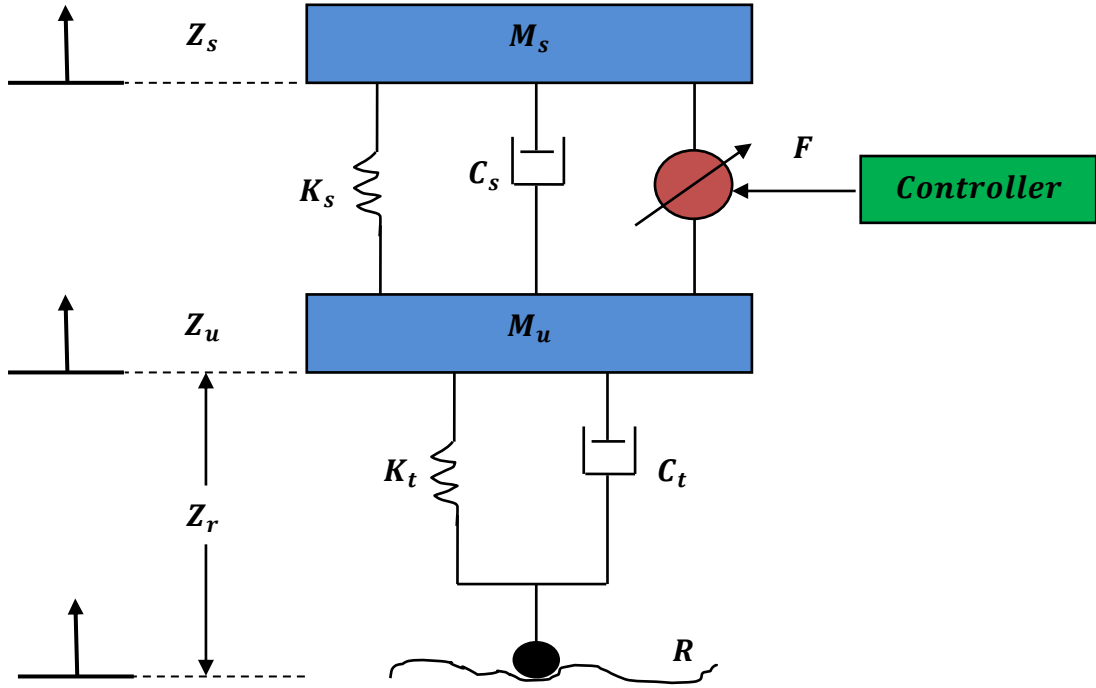 Z_s
M_s
K_s
C_s
F
Controller
Z_u
M_u
K_t
C_t
Z_r
R